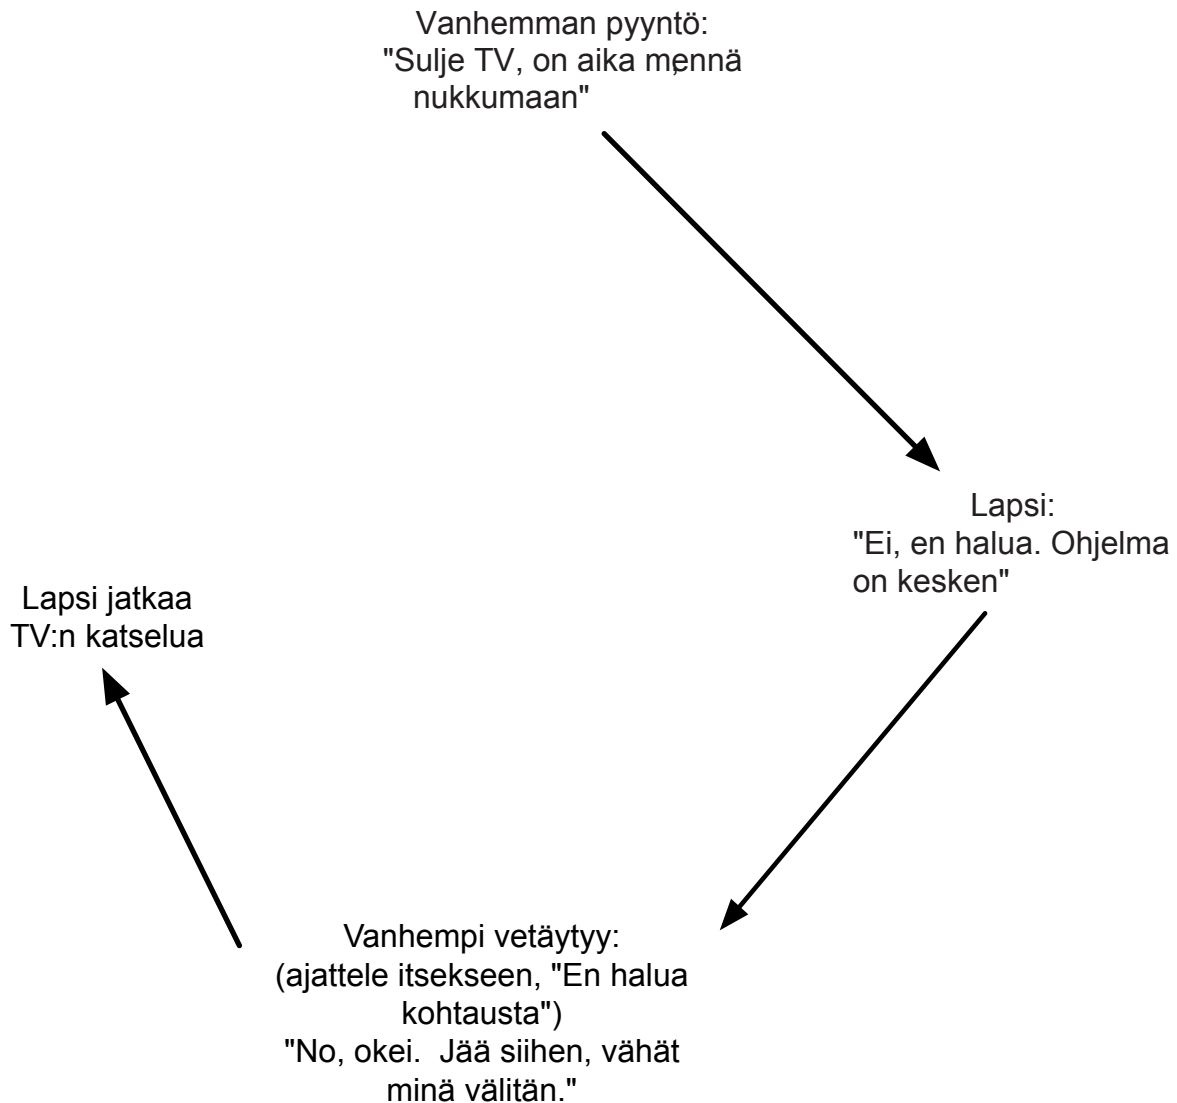 Vanhemman pyyntö:
"Sulje TV, on aika mennä
nukkumaan"
Lapsi:
"Ei, en halua. Ohjelma
on kesken"
Vanhempi vetäytyy:
(ajattele itsekseen, "En halua
kohtausta")
"No, okei.  Jää siihen, vähät
minä välitän."
Lapsi jatkaa
TV:n katselua